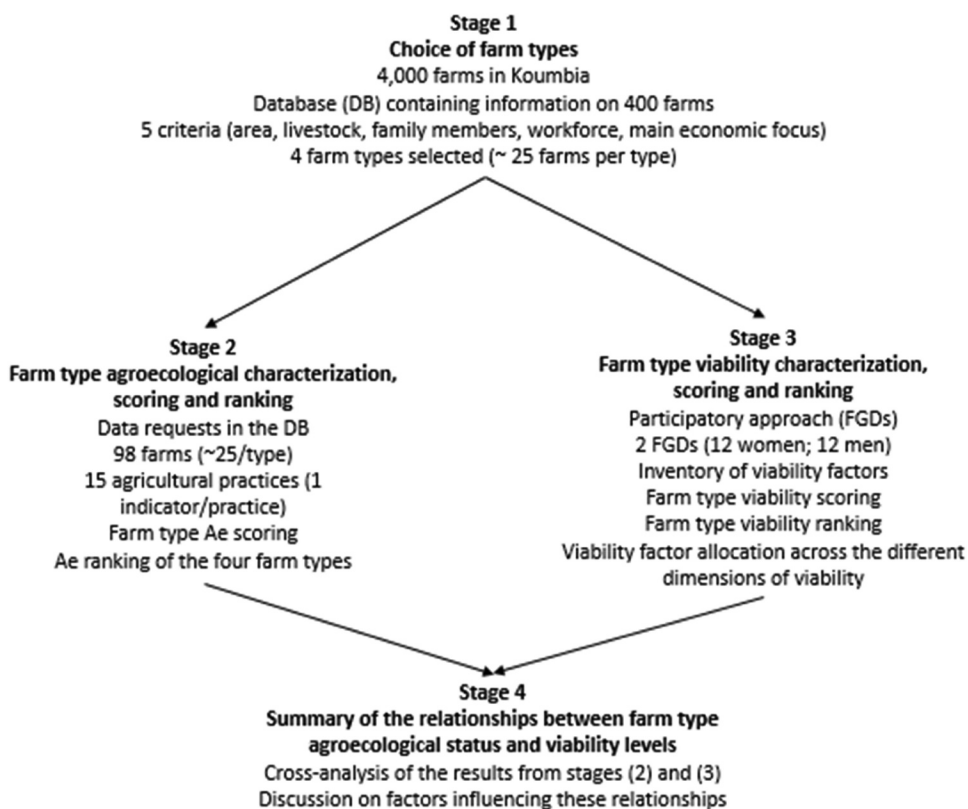 Stage 1
Choice of farm types
4,000 farms in Koumbia
Database (DB) containing information on 400 farms
5 criteria (area, livestock, family members, workforce, main economic focus)
4 farm types selected (~ 25 farms per type)
Stage 2
Farm type agroecological characterization,
scoring and ranking
Data requests in the DB
98 farms (~25/type)
15 agricultural practices (1
indicator/practice)
Farm type Ae scoring
Ae ranking of the four farm types
Stage 3
Farm type viability characterization,
scoring and ranking
Participatory approach (FGDs)
2 FGDs (12 women; 12 men)
Inventory of viability factors
Farm type viability scoring
Farm type viability ranking
Viability factor allocation across the different
dimensions of viability
Stage 4
Summary of the relationships between farm type
agroecological status and viability levels
Cross-analysis of the results from stages (2) and (3)
Discussion on factors influencing these relationships